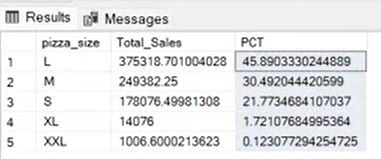 Results Messages
pizza_size Total_Sales PCT
1 L 375318.701004028 45.8903330244889
2 M 249382.25 30.492044420599
3 S 178076.49981308 21.7734684107037
4 XL 14076 1.72107684995364
5 XXL 1006.6000213623 0.123077294254725